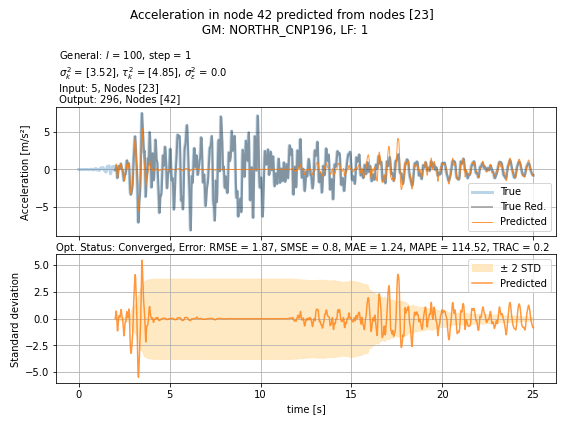 Acceleration in node 42 predicted from nodes [23]
GM: NORTHR_CNP196, LF: 1
General: l = 100, step = 1
σ²ₖ = [3.52], τ²ₖ = [4.85], σ²ε = 0.0
Input: 5, Nodes [23]
Output: 296, Nodes [42]
Acceleration [m/s²]
5
0
−5
True
True Red.
Predicted
Opt. Status: Converged, Error: RMSE = 1.87, SMSE = 0.8, MAE = 1.24, MAPE = 114.52, TRAC = 0.2
Standard deviation
5.0
2.5
0.0
−2.5
−5.0
± 2 STD
Predicted
0 5 10 15 20 25
time [s]